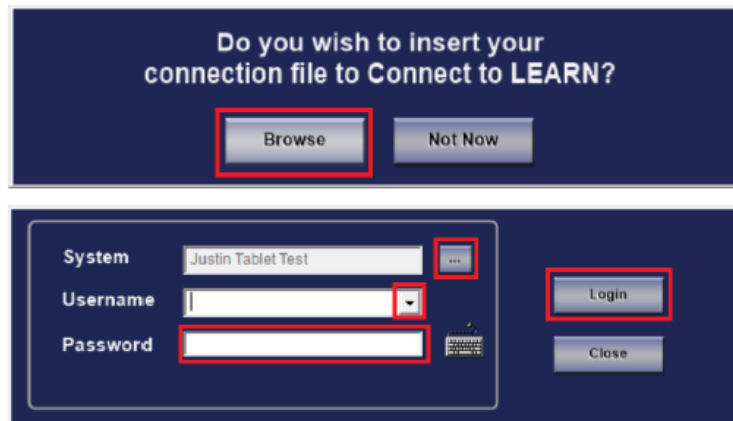 Do you wish to insert your
connection file to Connect to LEARN?
Browse
Not Now
System
Justin Tablet Test
...
Username
Login
Password
Close